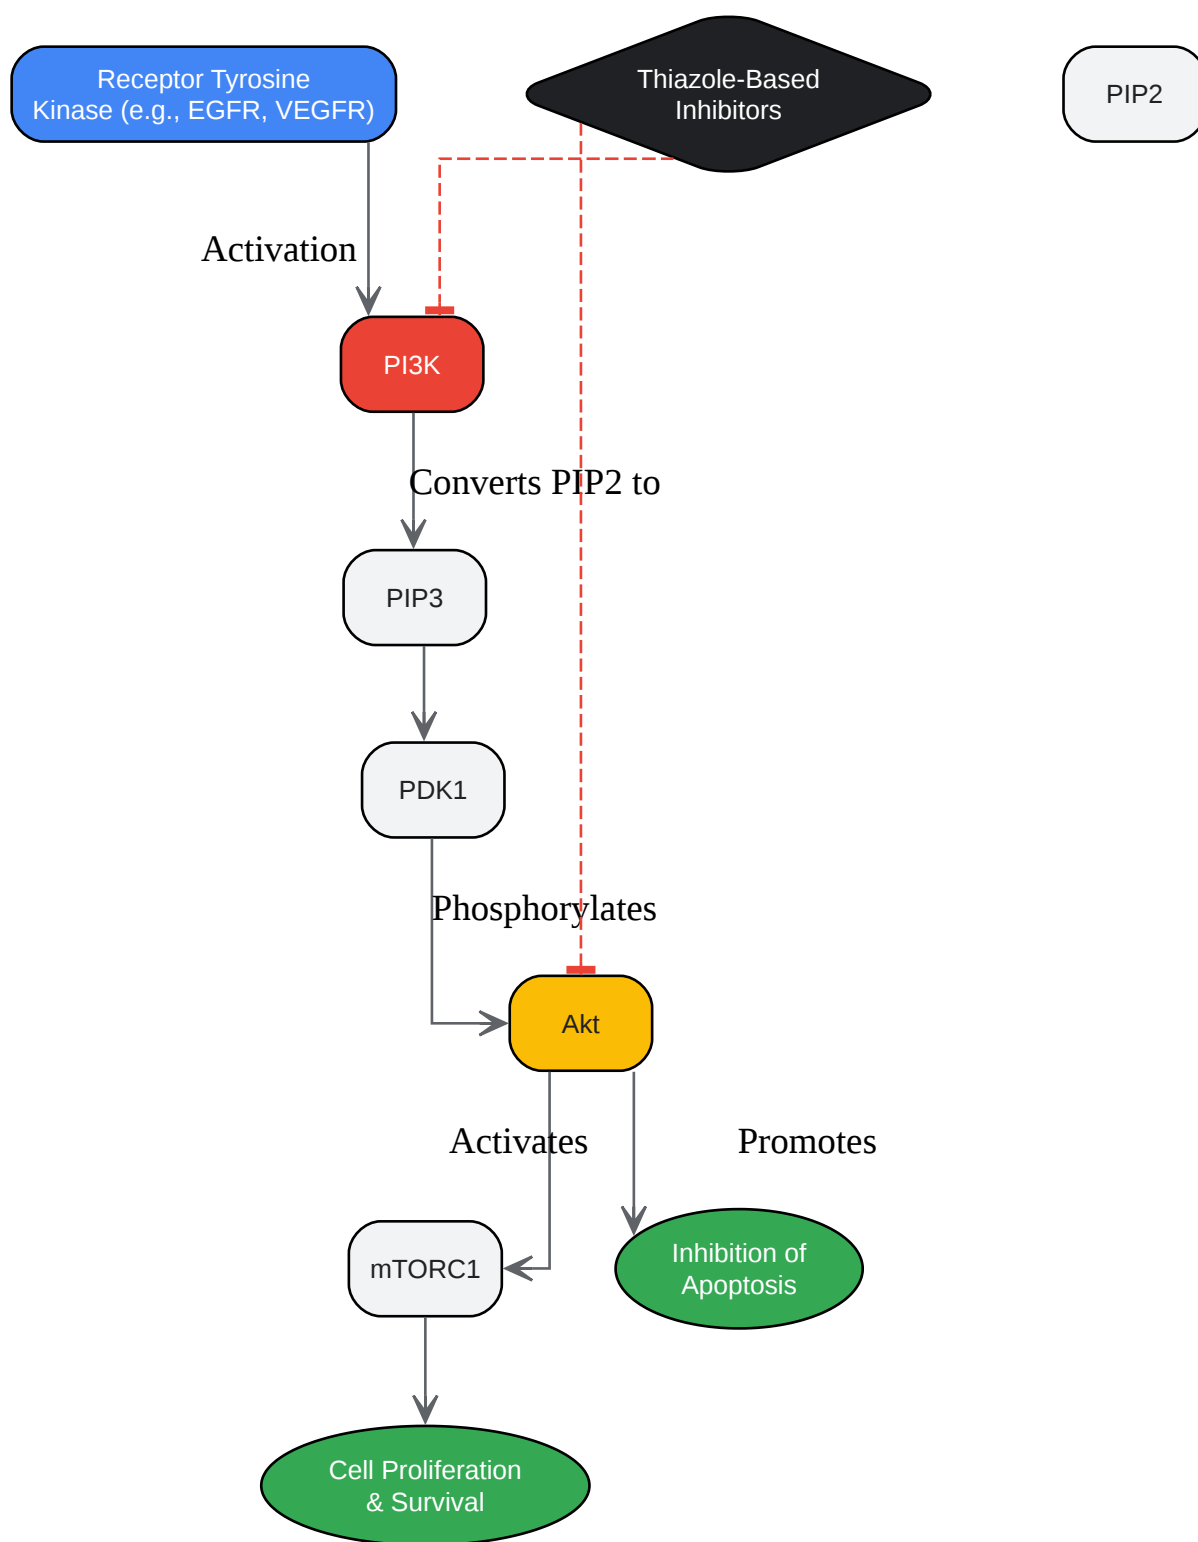 Receptor Tyrosine
Kinase (e.g., EGFR, VEGFR)
Thiazole-Based
Inhibitors
PIP2
Activation
PI3K
Converts PIP2 to
PIP3
PDK1
Phosphorylates
Akt
Activates
Promotes
mTORC1
Inhibition of
Apoptosis
Cell Proliferation
& Survival